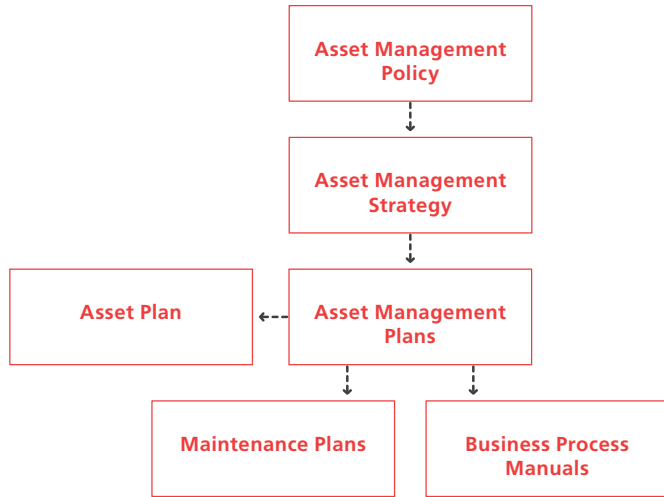 Asset Management
Policy
Asset Management
Strategy
Asset Plan
Asset Management
Plans
Maintenance Plans
Business Process
Manuals